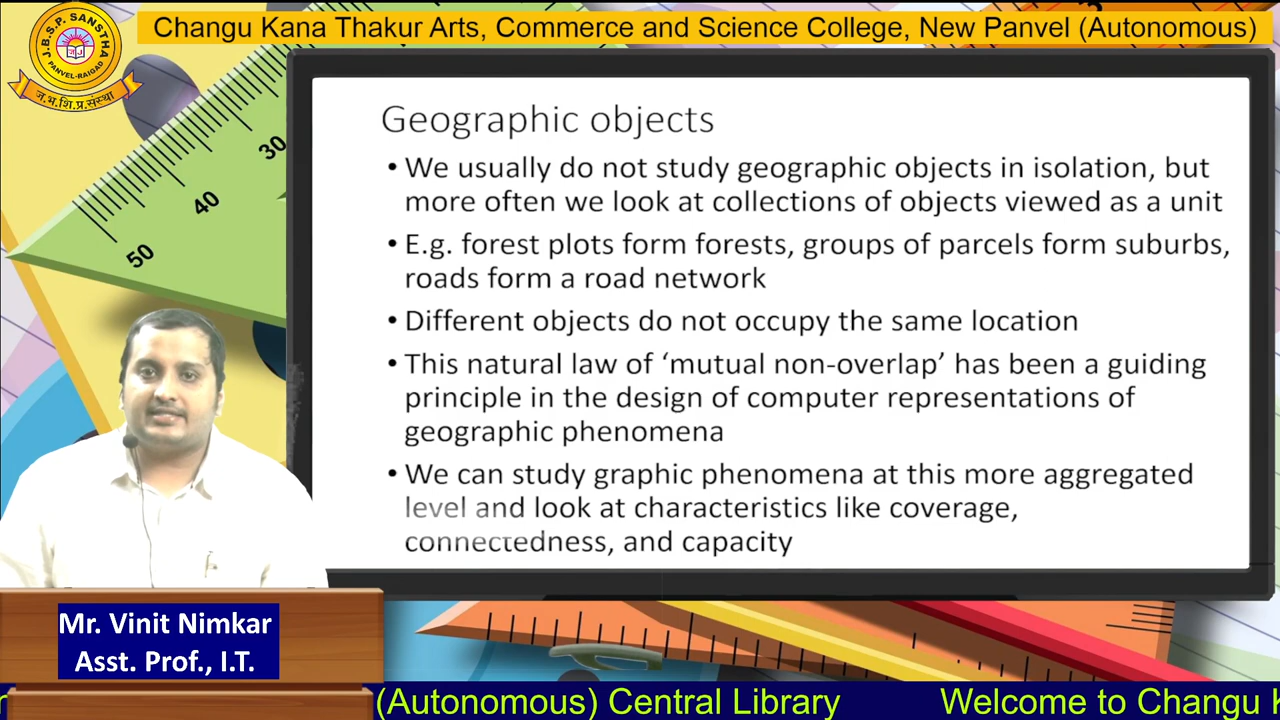 Changu Kana Thakur Arts, Commerce and Science College, New Panvel (Autonomous)
J.B.S.P. SANSTHA
PANVEL-RAIGAD
ज.भ.शि.प्र.संस्था
30
40
50
Geographic objects
• We usually do not study geographic objects in isolation, but
more often we look at collections of objects viewed as a unit
• E.g. forest plots form forests, groups of parcels form suburbs,
roads form a road network
• Different objects do not occupy the same location
• This natural law of ‘mutual non-overlap’ has been a guiding
principle in the design of computer representations of
geographic phenomena
• We can study graphic phenomena at this more aggregated
level and look at characteristics like coverage,
connectedness, and capacity
Mr. Vinit Nimkar
Asst. Prof., I.T.
(Autonomous) Central Library Welcome to Changu